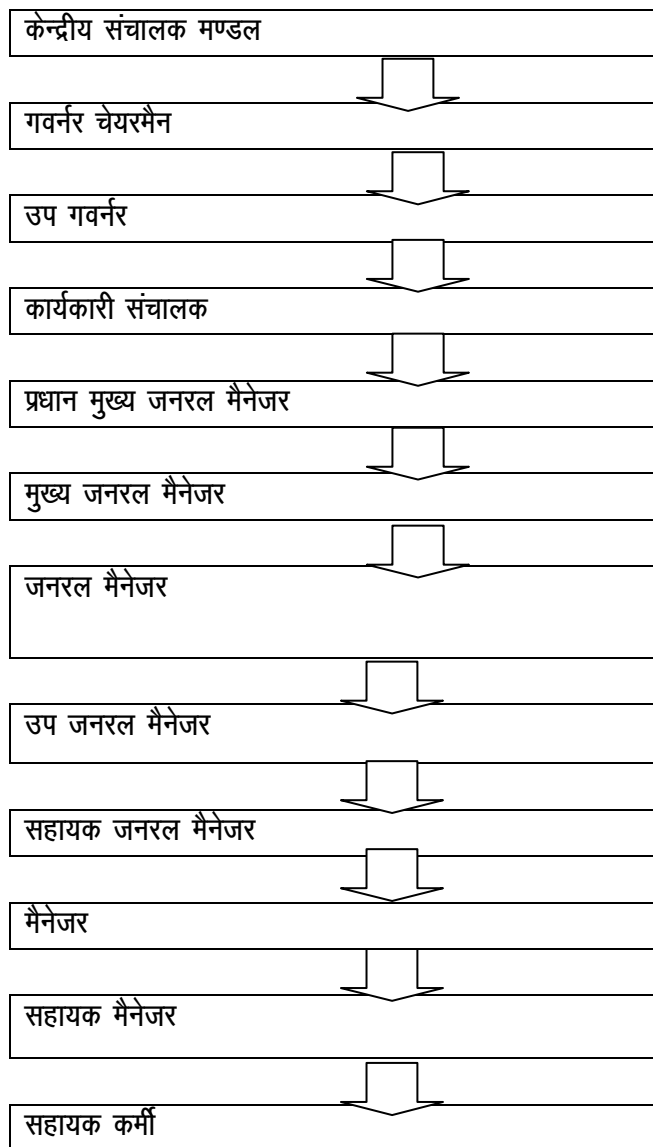 केन्द्रीय संचालक मण्डल
गवर्नर चेयरमैन
उप गवर्नर
कार्यकारी संचालक
प्रधान मुख्य जनरल मैनेजर
मुख्य जनरल मैनेजर
जनरल मैनेजर
उप जनरल मैनेजर
सहायक जनरल मैनेजर
मैनेजर
सहायक मैनेजर
सहायक कर्मी